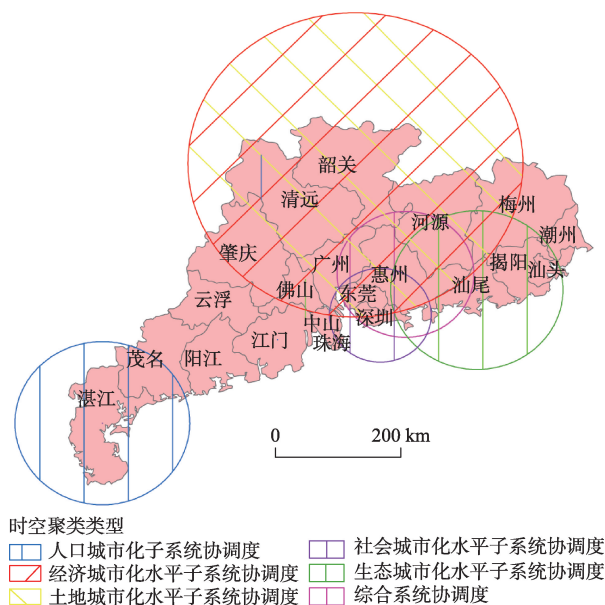 韶关
清远
梅州
河源
潮州
肇庆
广州
惠州
揭阳
汕头
汕尾
云浮
佛山
东莞
深圳
中山
珠海
江门
茂名
阳江
湛江
0 200 km
时空聚类类型
人口城市化子系统协调度
社会城市化水平子系统协调度
经济城市化水平子系统协调度
生态城市化水平子系统协调度
土地城市化水平子系统协调度
综合系统协调度